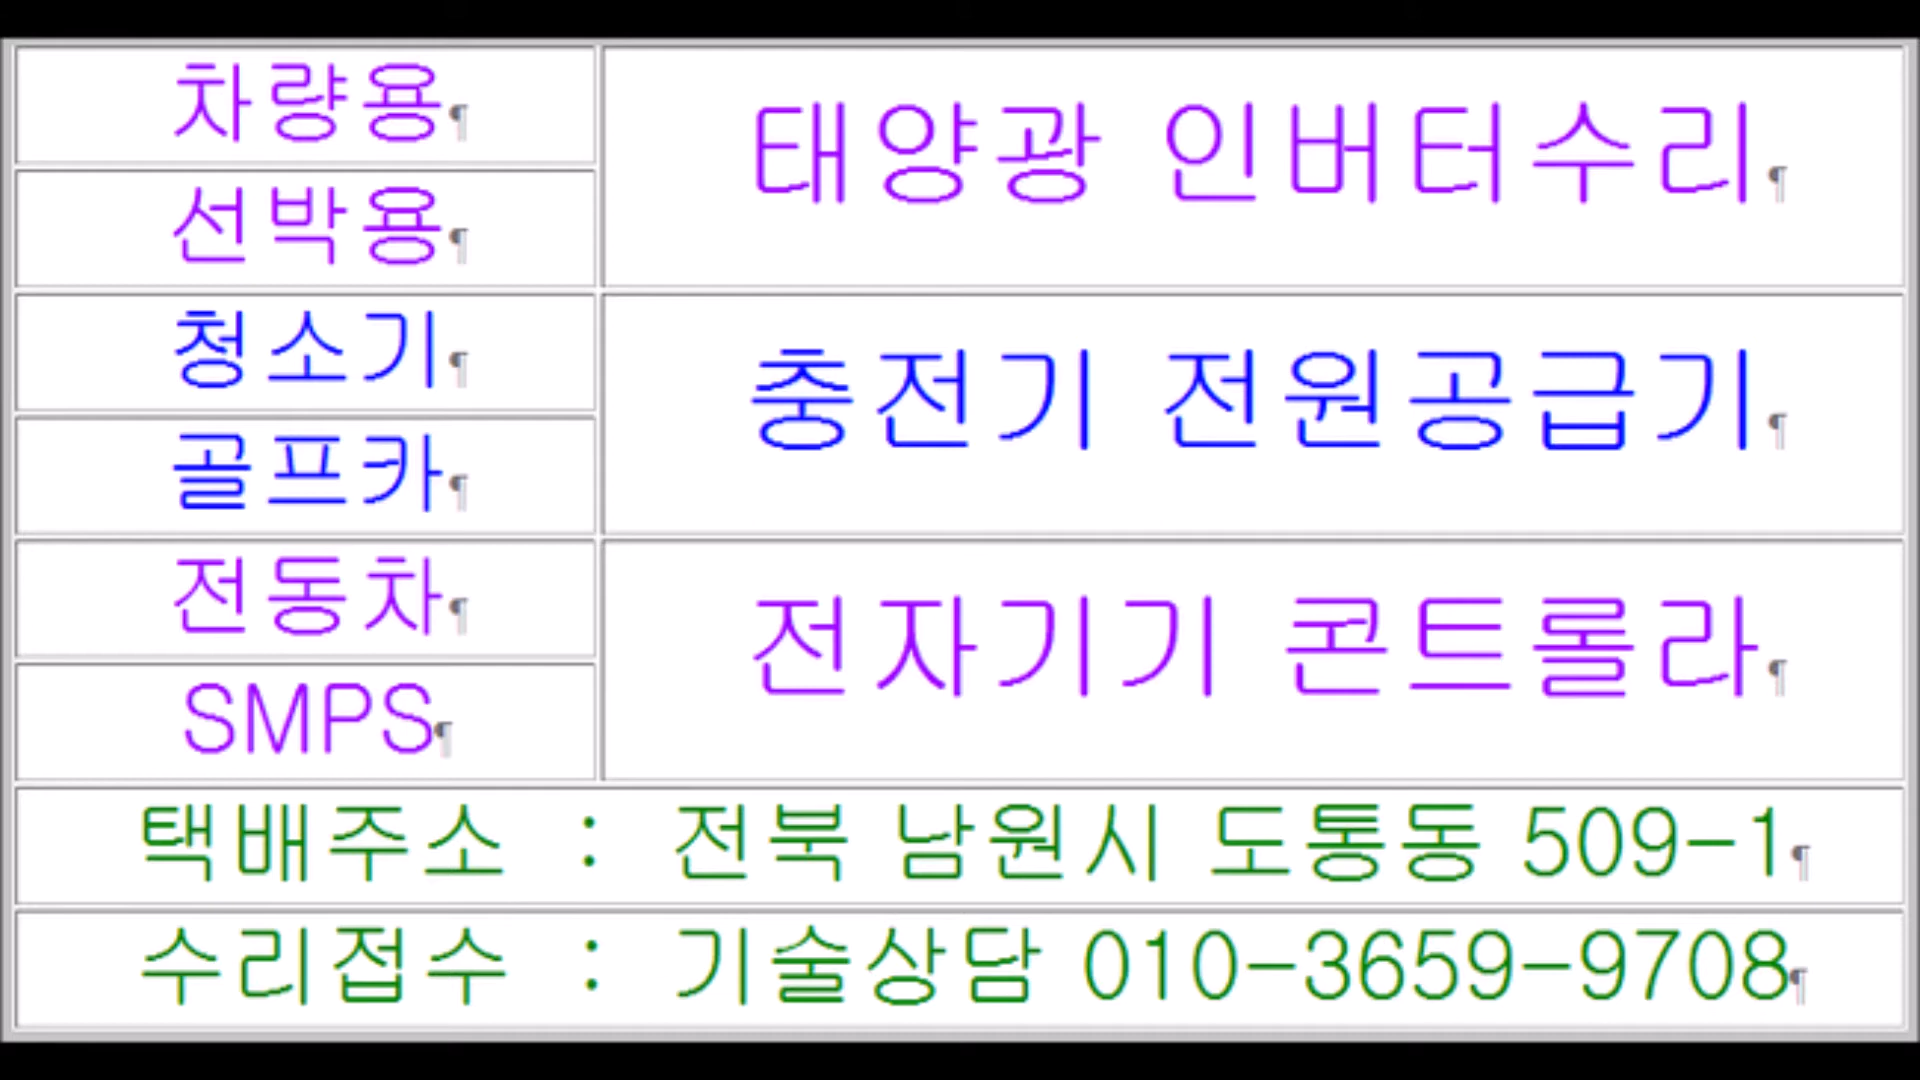 차량용
태양광 인버터수리
선박용
청소기
충전기 전원공급기
골프카
전동차
전자기기 콘트롤라
SMPS
택배주소 : 전북 남원시 도통동 509-1
수리접수 : 기술상담 010-3659-9708